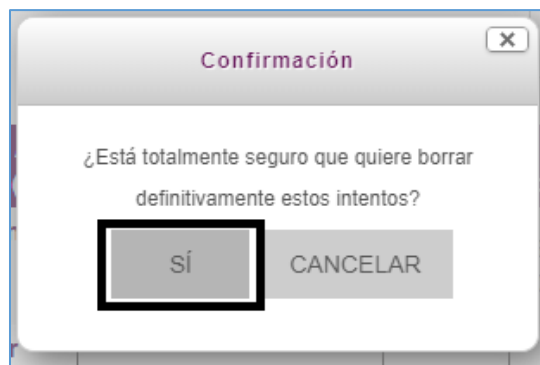 Confirmación
¿Está totalmente seguro que quiere borrar
definitivamente estos intentos?
SÍ CANCELAR